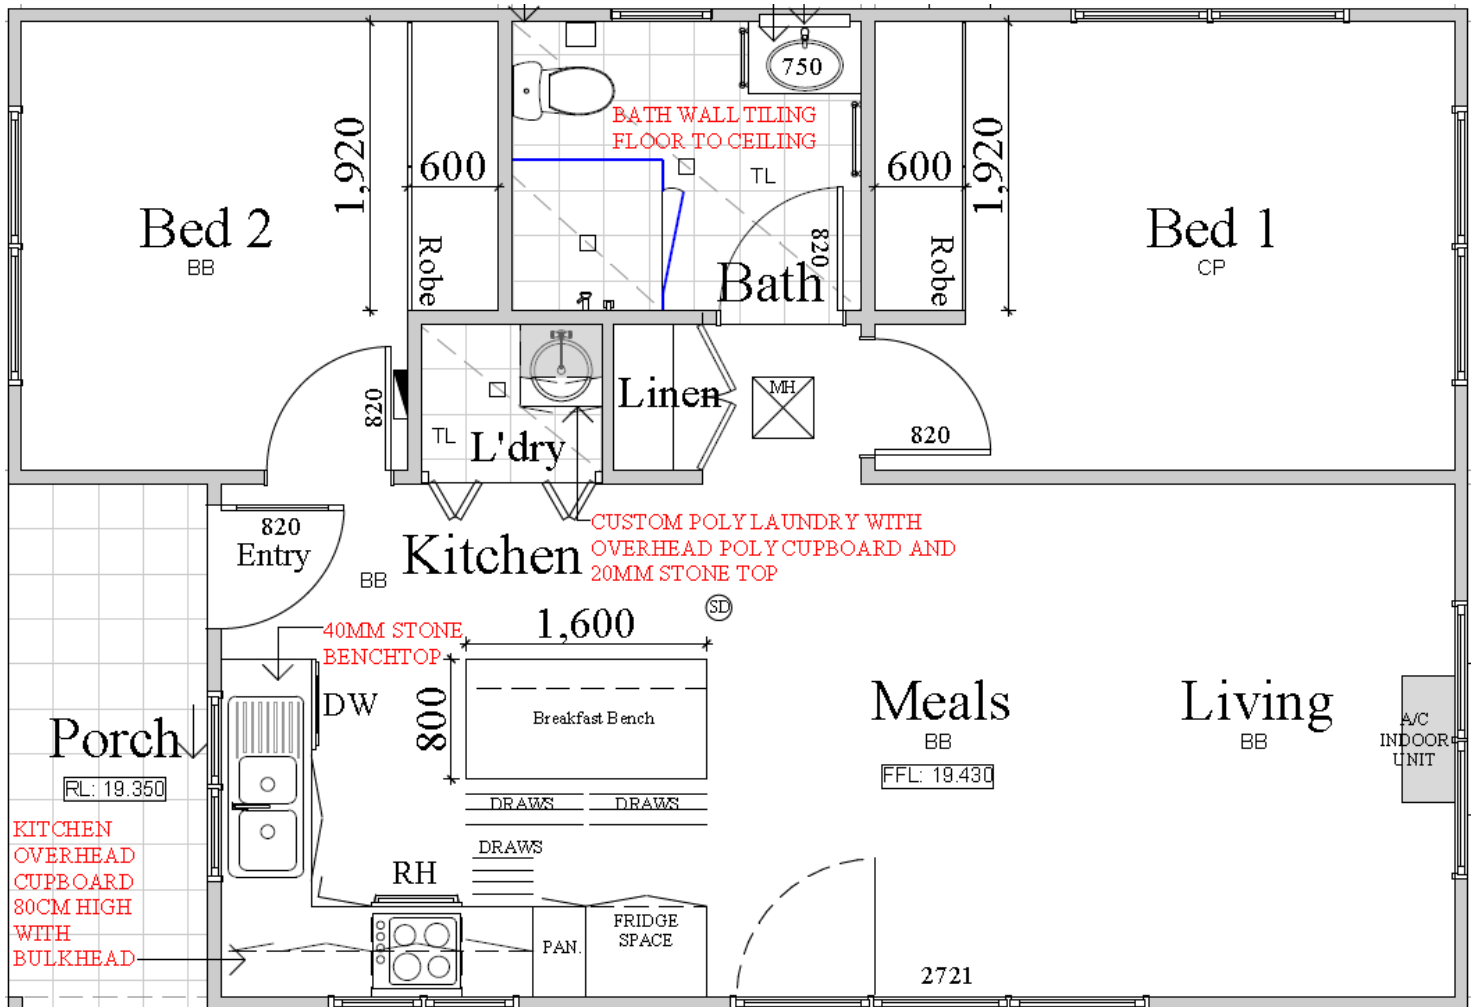 750
BATH WALL TILING
FLOOR TO CEILING
1,920
600
TL
600
1,920
Bed 2
BB
Robe
820
Bath
Robe
Bed 1
CP
820
TL
L'dry
Linen
MH
820
820
Entry
Kitchen
BB
CUSTOM POLY LAUNDRY WITH
OVERHEAD POLY CUPBOARD AND
20MM STONE TOP
SD
1,600
40MM STONE
BENCHTOP
DW
800
Breakfast Bench
Meals
BB
FFL: 19.430
Living
BB
A/C
INDOOR
UNIT
Porch
RL: 19.350
DRAWS
DRAWS
DRAWS
KITCHEN
OVERHEAD
CUPBOARD
80CM HIGH
WITH
BULKHEAD
RH
PAN.
FRIDGE
SPACE
2721